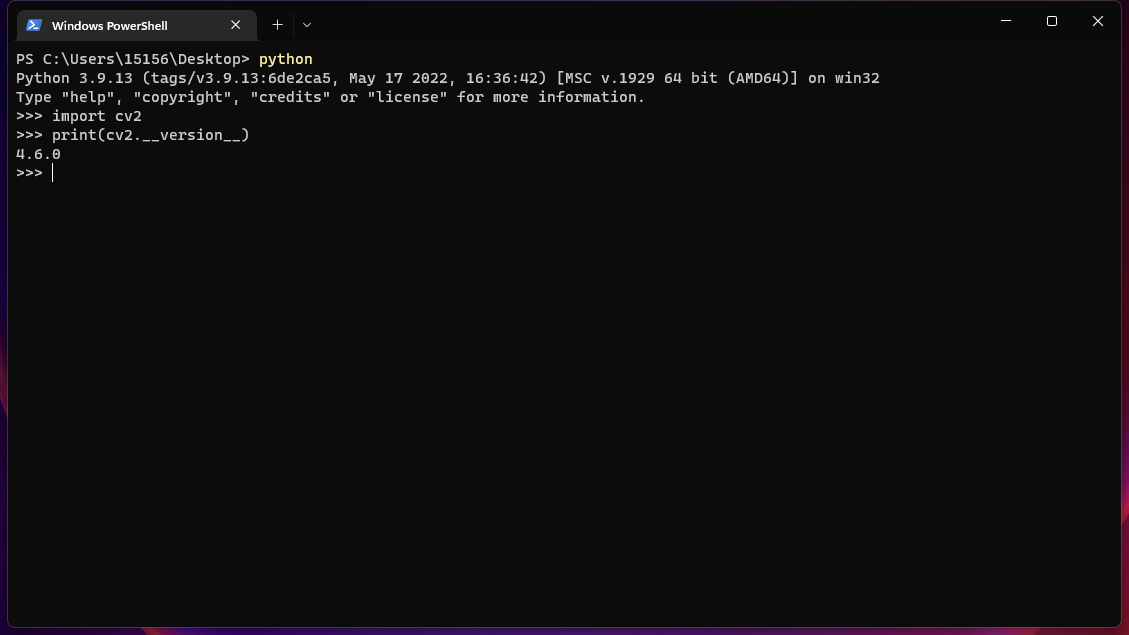 Windows PowerShell
PS C:\Users\15156\Desktop> python
Python 3.9.13 (tags/v3.9.13:6de2ca5, May 17 2022, 16:36:42) [MSC v.1929 64 bit (AMD64)] on win32
Type "help", "copyright", "credits" or "license" for more information.
>>> import cv2
>>> print(cv2.__version__)
4.6.0
>>>